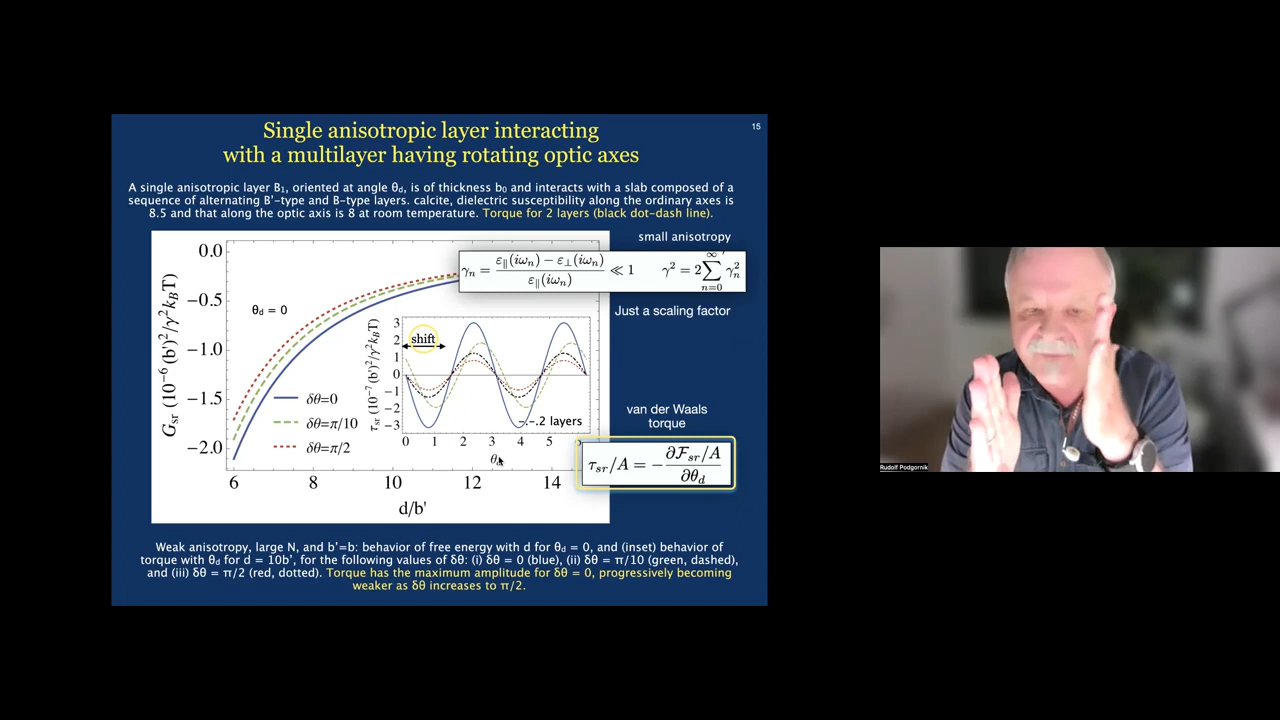 15
Single anisotropic layer interacting
with a multilayer having rotating optic axes
A single anisotropic layer B₁, oriented at angle θd, is of thickness b₀ and interacts with a slab composed of a
sequence of alternating B'-type and B-type layers. calcite, dielectric susceptibility along the ordinary axes is
8.5 and that along the optic axis is 8 at room temperature. Torque for 2 layers (black dot-dash line).
small anisotropy
γₙ = (ε∥(iωₙ) − ε⊥(iωₙ)) / ε∥(iωₙ) ≪ 1 γ² = 2 ∑ₙ₌₀^∞ γₙ²
Just a scaling factor
0.0
−0.5
−1.0
−1.5
−2.0
Gsr (10⁻⁶ (b')²/γ²kBT)
θd = 0
δθ=0
δθ=π/10
δθ=π/2
shift
3
2
1
0
−1
−2
−3
τsr (10⁻⁷ (b')²/γ²kBT)
-.-.2 layers
0 1 2 3 4 5
6 8 10 12 14
d/b'
van der Waals
torque
τsr/A = − ∂ℱsr/A / ∂θd
Weak anisotropy, large N, and b'=b: behavior of free energy with d for θd = 0, and (inset) behavior of
torque with θd for d = 10b', for the following values of δθ: (i) δθ = 0 (blue), (ii) δθ = π/10 (green, dashed),
and (iii) δθ = π/2 (red, dotted). Torque has the maximum amplitude for δθ = 0, progressively becoming
weaker as δθ increases to π/2.
Rudolf Podgornik